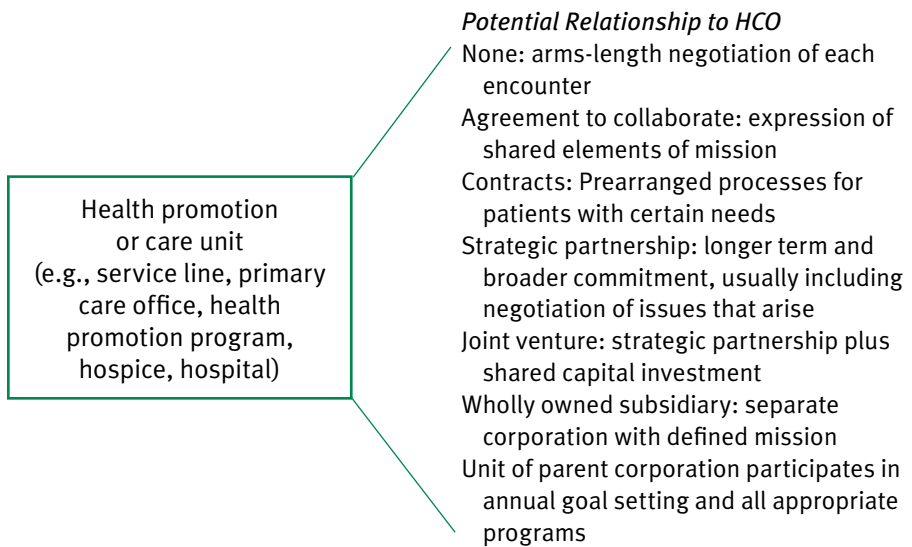 Potential Relationship to HCO
None: arms-length negotiation of each
encounter
Agreement to collaborate: expression of
shared elements of mission
Contracts: Prearranged processes for
patients with certain needs
Strategic partnership: longer term and
broader commitment, usually including
negotiation of issues that arise
Joint venture: strategic partnership plus
shared capital investment
Wholly owned subsidiary: separate
corporation with defined mission
Unit of parent corporation participates in
annual goal setting and all appropriate
programs
Health promotion
or care unit
(e.g., service line, primary
care office, health
promotion program,
hospice, hospital)